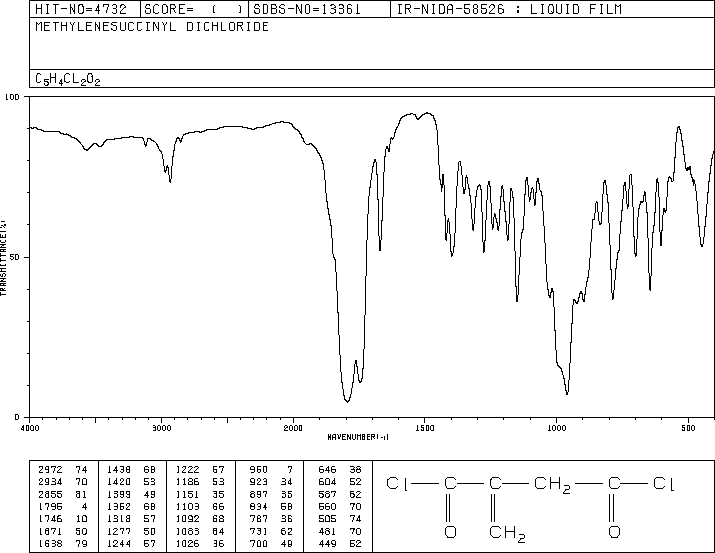 HIT-NO=4732 SCORE= ( ) SDBS-NO=13361 IR-NIDA-58526 : LIQUID FILM
METHYLENESUCCINYL DICHLORIDE
C5H4CL2O2
100
50
0
TRANSMITTANCE(%)
4000 3000 2000 1500 1000 500
WAVENUMBER(-1)
2972 74 1438 68 1222 57 960 7 646 38
2934 70 1420 53 1186 53 923 34 604 52
2855 81 1399 49 1151 35 897 35 587 62
1795 4 1352 68 1103 66 834 58 560 70
1746 10 1318 57 1092 68 787 36 505 74
1671 50 1277 50 1083 64 731 62 481 70
1638 79 1244 57 1026 36 700 49 449 52
Cl C C CH2 C Cl
O CH2 O